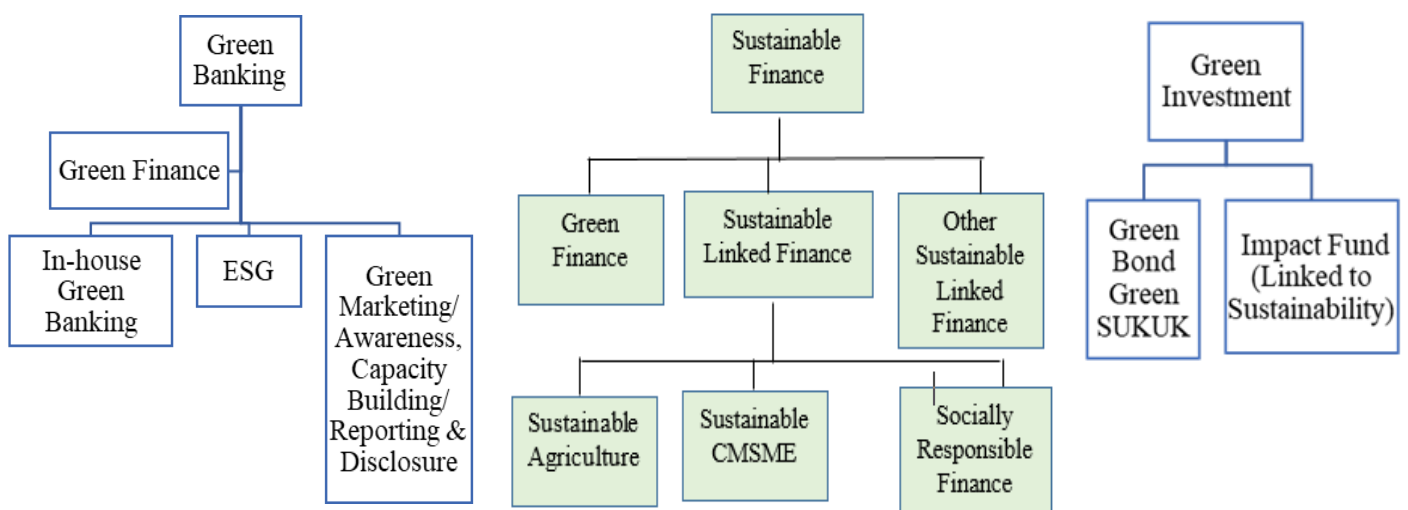 Green
Banking
Green Finance
In-house
Green
Banking
ESG
Green
Marketing/
Awareness,
Capacity
Building/
Reporting &
Disclosure
Sustainable
Finance
Green
Finance
Sustainable
Linked Finance
Other
Sustainable
Linked
Finance
Sustainable
Agriculture
Sustainable
CMSME
Socially
Responsible
Finance
Green
Investment
Green
Bond
Green
SUKUK
Impact Fund
(Linked to
Sustainability)